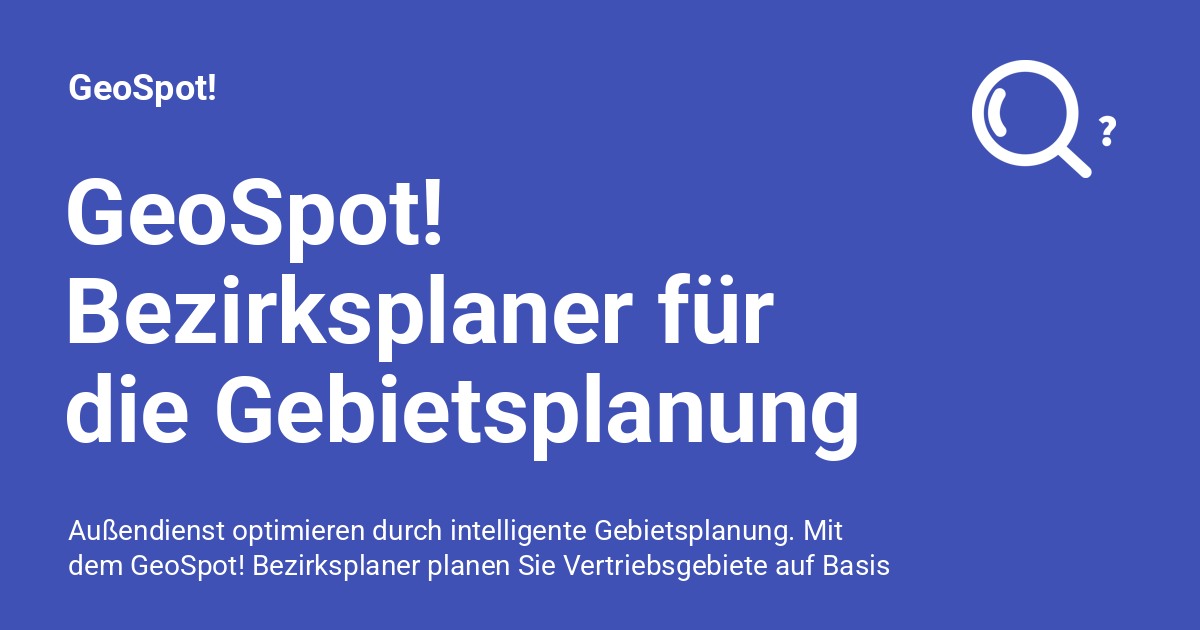 GeoSpot!
?
GeoSpot!
Bezirksplaner für
die Gebietsplanung
Außendienst optimieren durch intelligente Gebietsplanung. Mit
dem GeoSpot! Bezirksplaner planen Sie Vertriebsgebiete auf Basis